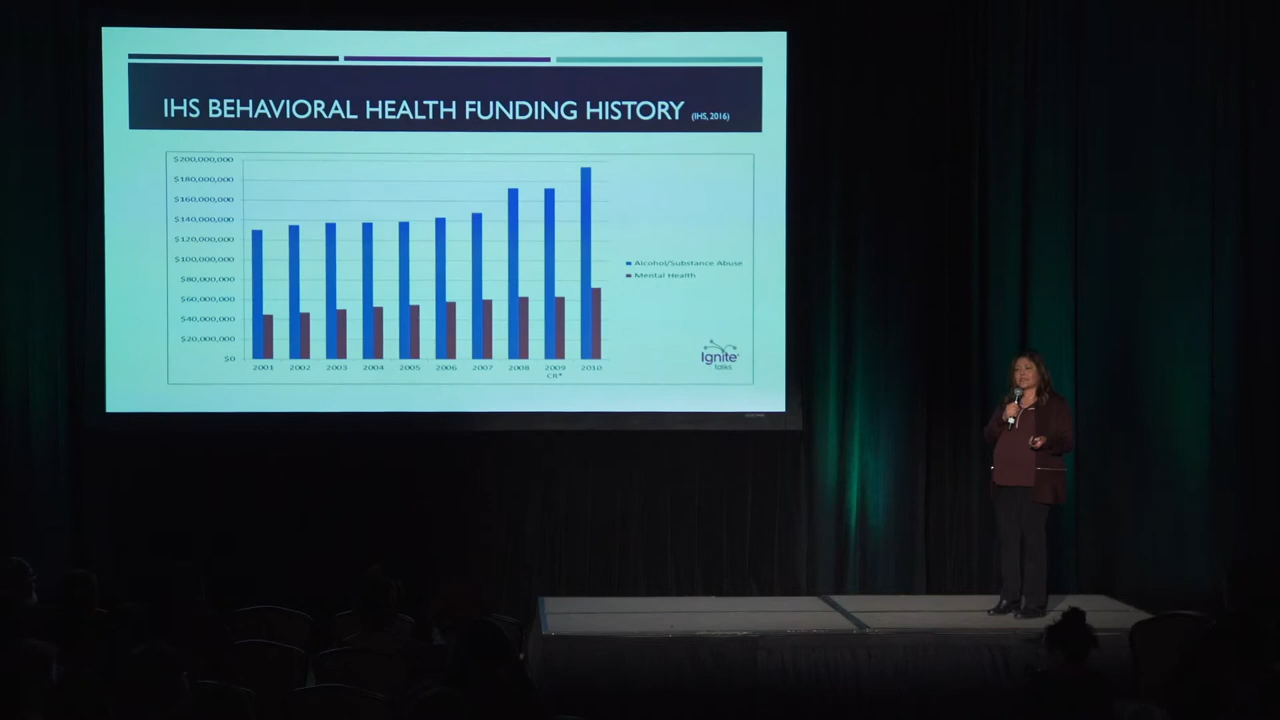 IHS BEHAVIORAL HEALTH FUNDING HISTORY (IHS, 2016)
$200,000,000
$180,000,000
$160,000,000
$140,000,000
$120,000,000
$100,000,000
$80,000,000
$60,000,000
$40,000,000
$20,000,000
$0
2001 2002 2003 2004 2005 2006 2007 2008 2009 2010
CR*
Alcohol/Substance Abuse
Mental Health
Ignite
talks